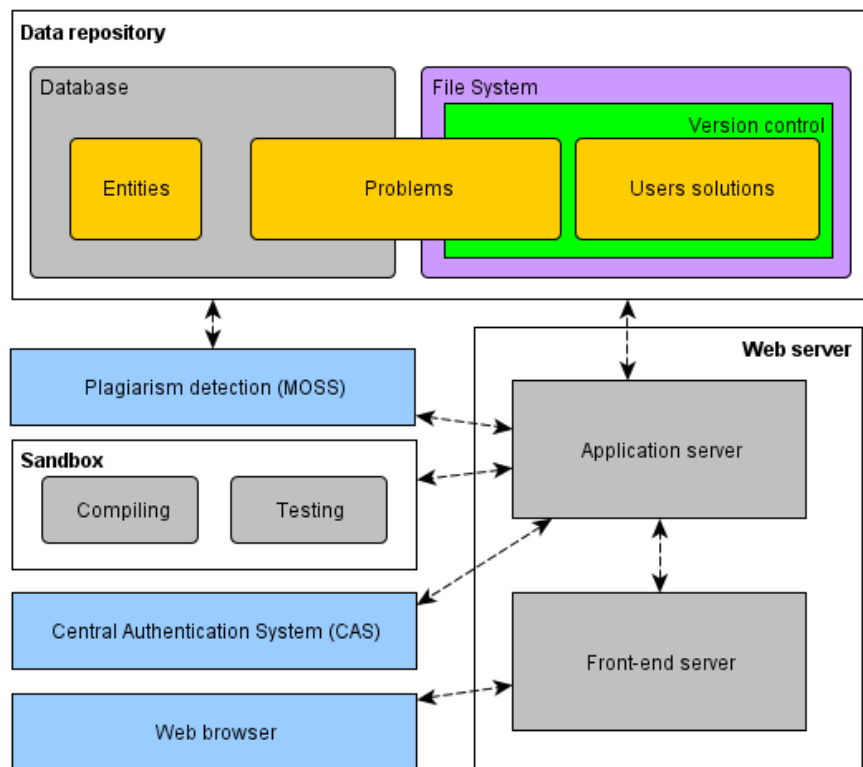 Data repository
Database
File System
Version control
Entities
Problems
Users solutions
Web server
Plagiarism detection (MOSS)
Application server
Sandbox
Compiling
Testing
Central Authentication System (CAS)
Front-end server
Web browser